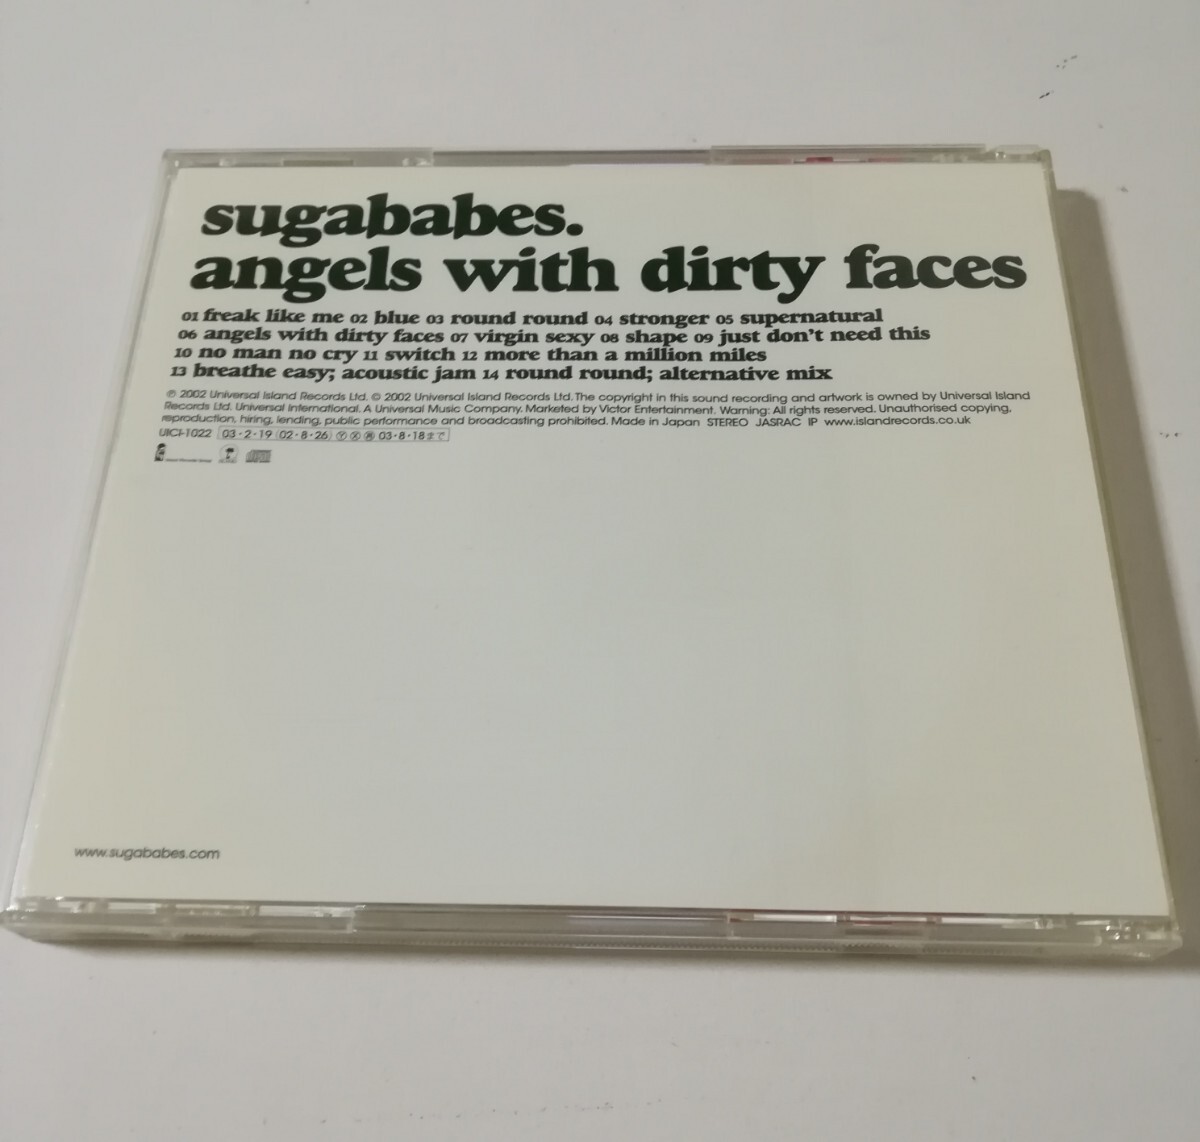 sugababes.
angels with dirty faces
01 freak like me 02 blue 03 round round 04 stronger 05 supernatural
06 angels with dirty faces 07 virgin sexy 08 shape 09 just don't need this
10 no man no cry 11 switch 12 more than a million miles
13 breathe easy; acoustic jam 14 round round; alternative mix
℗ 2002 Universal Island Records Ltd. © 2002 Universal Island Records Ltd. The copyright in this sound recording and artwork is owned by Universal Island
Records Ltd. Universal International. A Universal Music Company. Marketed by Victor Entertainment. Warning: All rights reserved. Unauthorised copying,
reproduction, hiring, lending, public performance and broadcasting prohibited. Made in Japan STEREO JASRAC IP www.islandrecords.co.uk
UICI-1022 03・2・19 (02・8・26) Ⓨ Ⓧ 03・8・18まで
www.sugababes.com